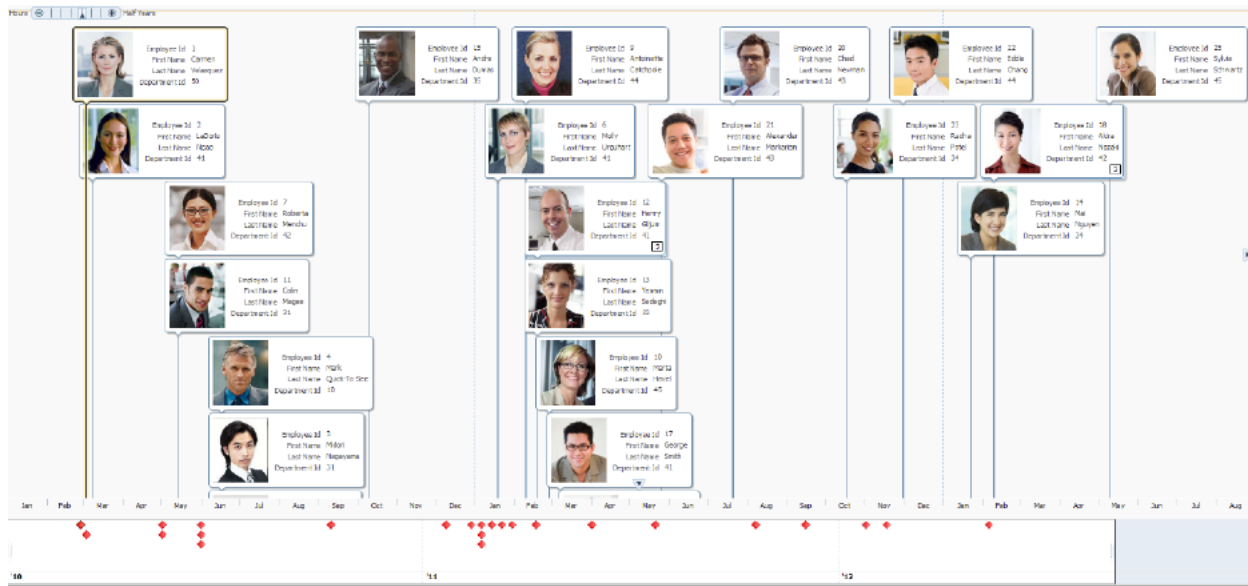 Hours Half Years
Employee Id 1
First Name Carmen
Last Name Velasquez
Department Id 50
Employee Id 15
First Name Andre
Last Name Dumas
Department Id 35
Employee Id 9
First Name Antoinette
Last Name Catchpole
Department Id 44
Employee Id 20
First Name Chad
Last Name Newman
Department Id 43
Employee Id 22
First Name Eddie
Last Name Chang
Department Id 44
Employee Id 25
First Name Sylvie
Last Name Schwartz
Department Id 45
Employee Id 2
First Name LaDoris
Last Name Ngao
Department Id 41
Employee Id 6
First Name Molly
Last Name Urquhart
Department Id 41
Employee Id 21
First Name Alexander
Last Name Markarian
Department Id 43
Employee Id 23
First Name Radha
Last Name Patel
Department Id 34
Employee Id 18
First Name Akira
Last Name Nozaki
Department Id 42
Employee Id 7
First Name Roberta
Last Name Menchu
Department Id 42
Employee Id 12
First Name Henry
Last Name Giljum
Department Id 41
Employee Id 14
First Name Mai
Last Name Nguyen
Department Id 34
Employee Id 11
First Name Colin
Last Name Magee
Department Id 31
Employee Id 13
First Name Yasmin
Last Name Sedeghi
Department Id
Employee Id 4
First Name Mark
Last Name Quick-To-See
Department Id 10
Employee Id 10
First Name Marta
Last Name Havel
Department Id 45
Employee Id 3
First Name Midori
Last Name Nagayama
Department Id 31
Employee Id 17
First Name George
Last Name Smith
Department Id 41
Jan Feb Mar Apr May Jun Jul Aug Sep Oct Nov Dec Jan Feb Mar Apr May Jun Jul Aug Sep Oct Nov Dec Jan Feb Mar Apr May Jun Jul Aug
'10 '11 '12